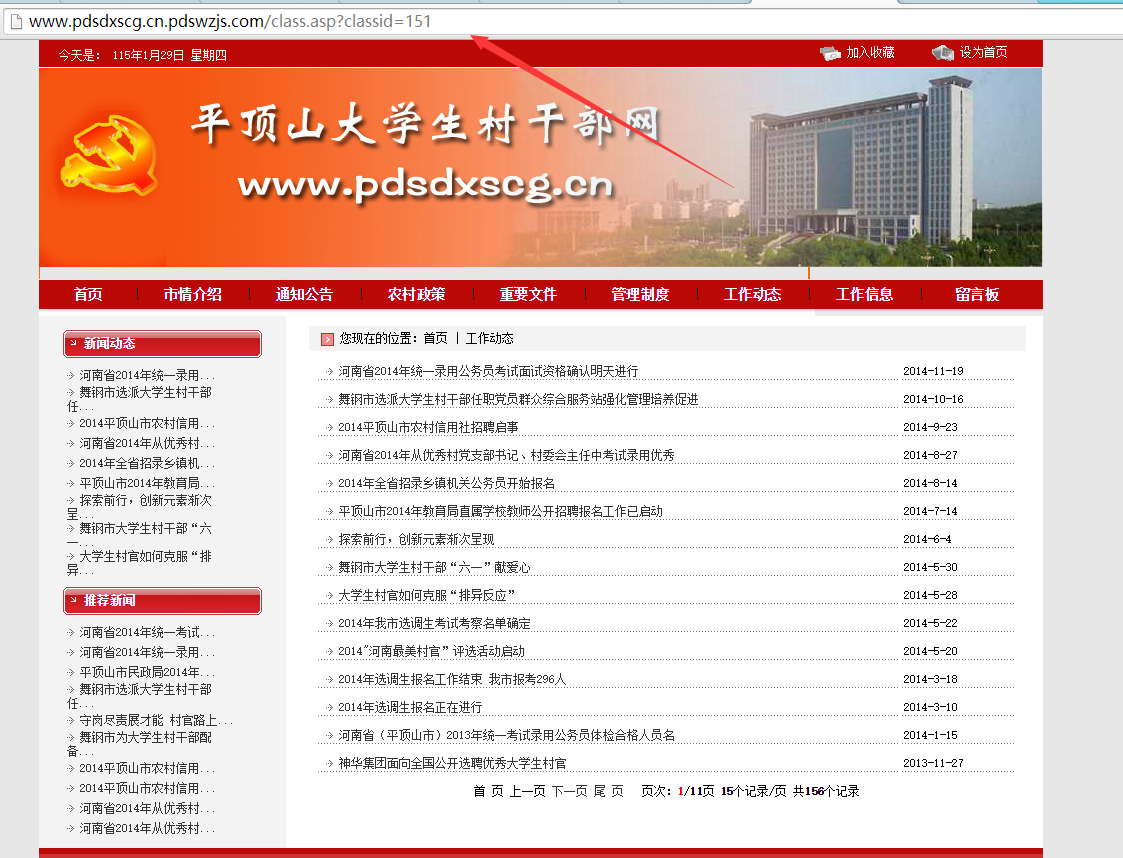 www.pdsdxscg.cn.pdswzjs.com/class.asp?classid=151
今天是: 115年1月29日 星期四
加入收藏 设为首页
平顶山大学生村干部网
www.pdsdxscg.cn
首页 市情介绍 通知公告 农村政策 重要文件 管理制度 工作动态 工作信息 留言板
新闻动态
河南省2014年统一录用...
舞钢市选派大学生村干部
任...
2014平顶山市农村信用...
河南省2014年从优秀村...
2014年全省招录乡镇机...
平顶山市2014年教育局...
探索前行,创新元素渐次
呈...
舞钢市大学生村干部“六
一...
大学生村官如何克服“排
异...
推荐新闻
河南省2014年统一考试...
河南省2014年统一录用...
平顶山市民政局2014年...
舞钢市选派大学生村干部
任...
守岗尽责展才能 村官路上...
舞钢市为大学生村干部配
备...
2014平顶山市农村信用...
2014平顶山市农村信用...
河南省2014年从优秀村...
河南省2014年从优秀村...
您现在的位置: 首页 | 工作动态
河南省2014年统一录用公务员考试面试资格确认明天进行 2014-11-19
舞钢市选派大学生村干部任职党员群众综合服务站强化管理培养促进 2014-10-16
2014平顶山市农村信用社招聘启事 2014-9-23
河南省2014年从优秀村党支部书记、村委会主任中考试录用优秀 2014-8-27
2014年全省招录乡镇机关公务员开始报名 2014-8-14
平顶山市2014年教育局直属学校教师公开招聘报名工作已启动 2014-7-14
探索前行,创新元素渐次呈现 2014-6-4
舞钢市大学生村干部“六一”献爱心 2014-5-30
大学生村官如何克服“排异反应” 2014-5-28
2014年我市选调生考试考察名单确定 2014-5-22
2014"河南最美村官”评选活动启动 2014-5-20
2014年选调生报名工作结束 我市报考296人 2014-3-18
2014年选调生报名正在进行 2014-3-10
河南省(平顶山市)2013年统一考试录用公务员体检合格人员名 2014-1-15
神华集团面向全国公开选聘优秀大学生村官 2013-11-27
首 页 上一页 下一页 尾 页 页次: 1/11页 15个记录/页 共156个记录